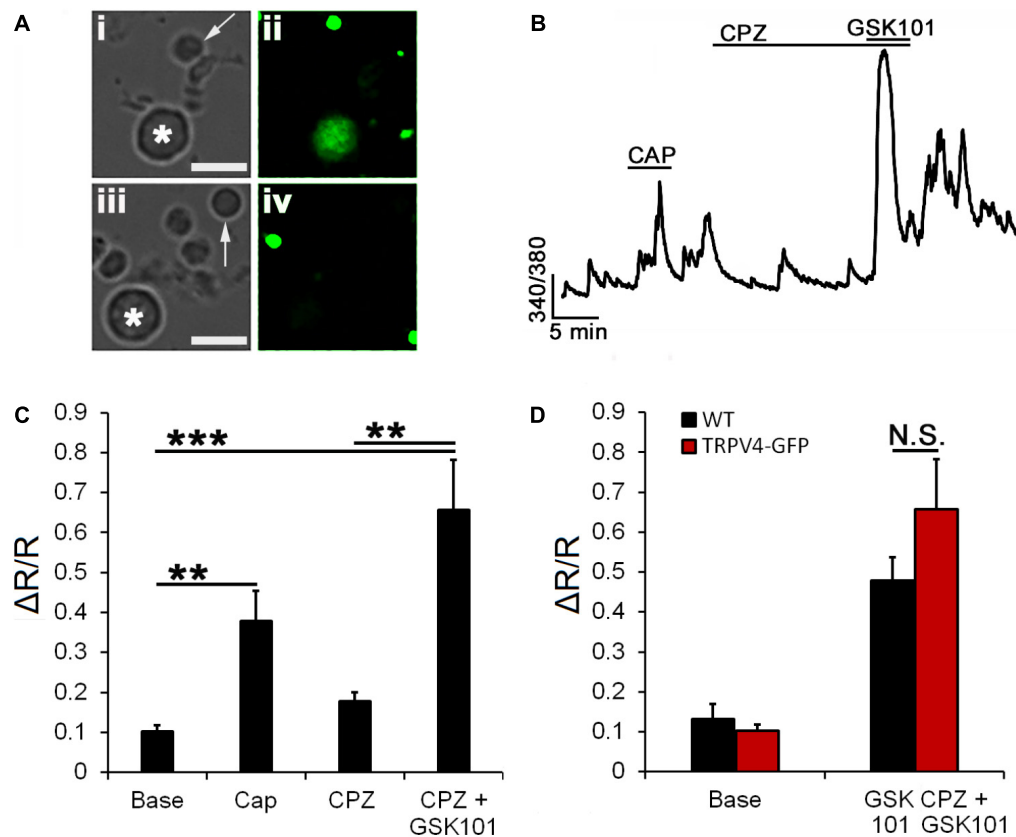 A
i
ii
*
iii
iv
*
B
CPZ
GSK101
CAP
340/380
5 min
C
0.9
0.8
0.7
0.6
0.5
0.4
0.3
0.2
0.1
0
ΔR/R
***
**
**
Base
Cap
CPZ
CPZ +
GSK101
D
0.9
0.8
0.7
0.6
0.5
0.4
0.3
0.2
0.1
0
ΔR/R
WT
TRPV4-GFP
N.S.
Base
GSK CPZ +
101 GSK101